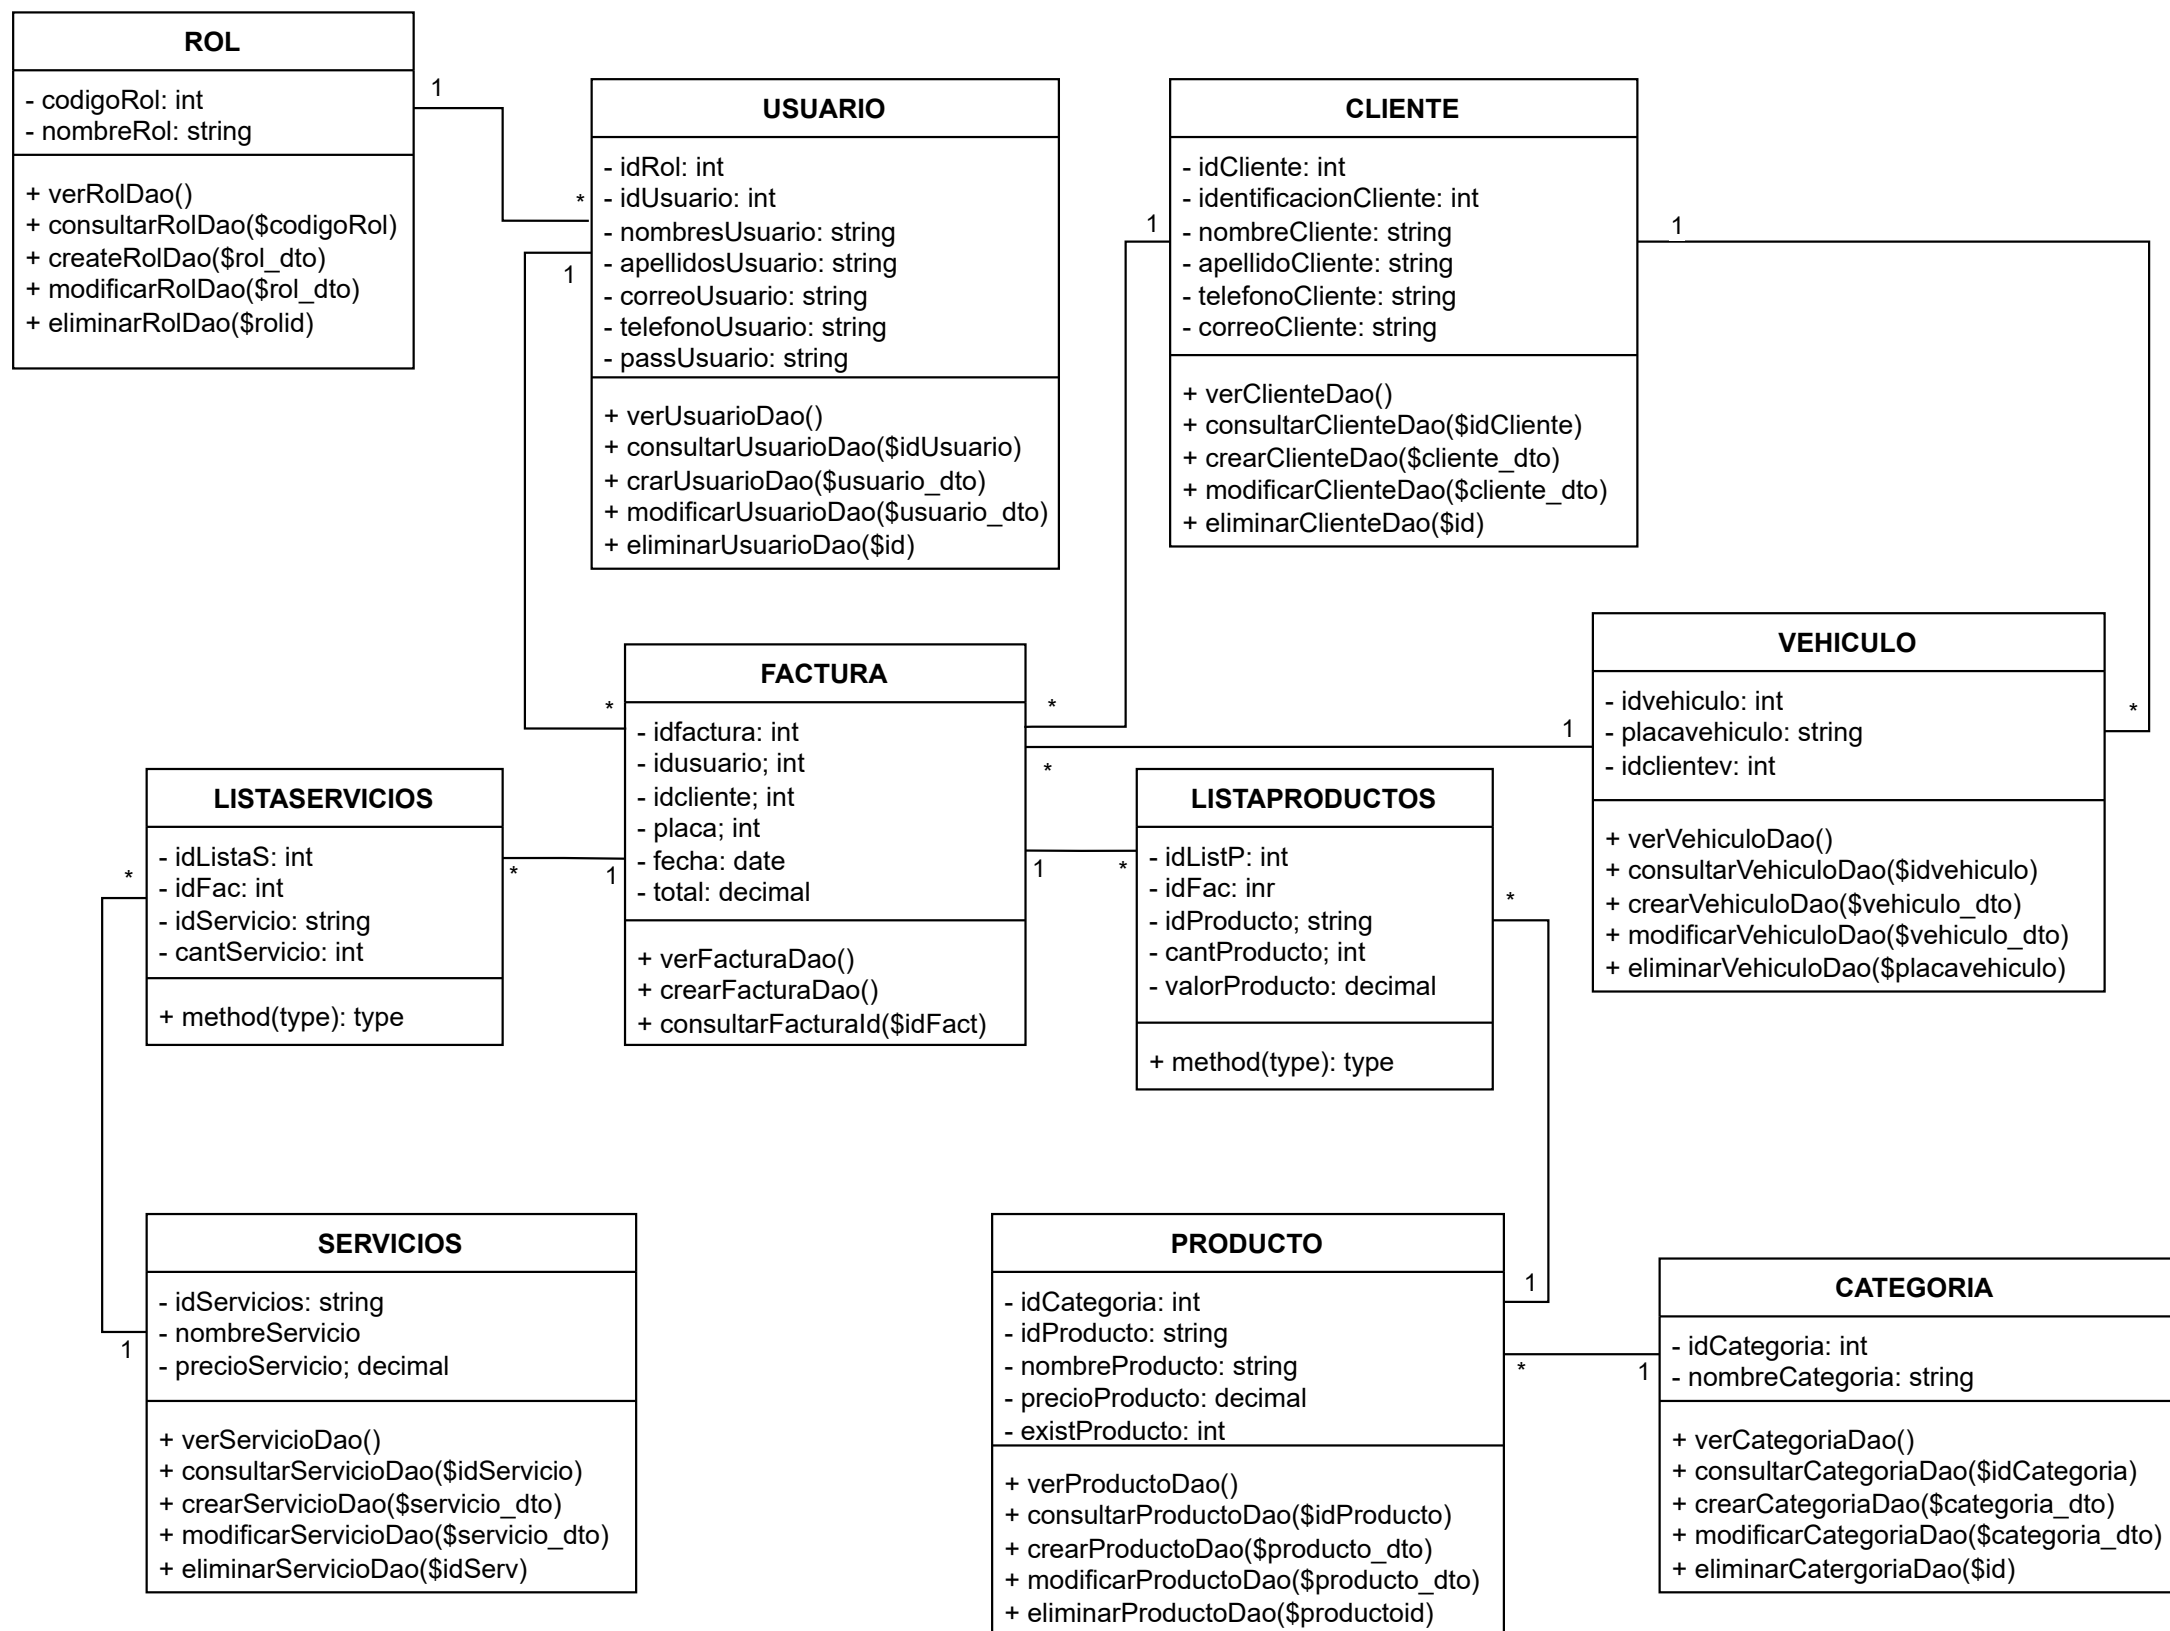 ROL
- codigoRol: int
- nombreRol: string
+ verRolDao()
+ consultarRolDao($codigoRol)
+ createRolDao($rol_dto)
+ modificarRolDao($rol_dto)
+ eliminarRolDao($rolid)
1
*
USUARIO
- idRol: int
- idUsuario: int
- nombresUsuario: string
- apellidosUsuario: string
- correoUsuario: string
- telefonoUsuario: string
- passUsuario: string
+ verUsuarioDao()
+ consultarUsuarioDao($idUsuario)
+ crarUsuarioDao($usuario_dto)
+ modificarUsuarioDao($usuario_dto)
+ eliminarUsuarioDao($id)
1
*
CLIENTE
- idCliente: int
- identificacionCliente: int
- nombreCliente: string
- apellidoCliente: string
- telefonoCliente: string
- correoCliente: string
+ verClienteDao()
+ consultarClienteDao($idCliente)
+ crearClienteDao($cliente_dto)
+ modificarClienteDao($cliente_dto)
+ eliminarClienteDao($id)
1
*
1
*
FACTURA
- idfactura: int
- idusuario; int
- idcliente; int
- placa; int
- fecha: date
- total: decimal
+ verFacturaDao()
+ crearFacturaDao()
+ consultarFacturaId($idFact)
*
1
VEHICULO
- idvehiculo: int
- placavehiculo: string
- idclientev: int
+ verVehiculoDao()
+ consultarVehiculoDao($idvehiculo)
+ crearVehiculoDao($vehiculo_dto)
+ modificarVehiculoDao($vehiculo_dto)
+ eliminarVehiculoDao($placavehiculo)
LISTASERVICIOS
- idListaS: int
- idFac: int
- idServicio: string
- cantServicio: int
+ method(type): type
*
1
*
1
LISTAPRODUCTOS
- idListP: int
- idFac: inr
- idProducto; string
- cantProducto; int
- valorProducto: decimal
+ method(type): type
1
*
*
1
SERVICIOS
- idServicios: string
- nombreServicio
- precioServicio; decimal
+ verServicioDao()
+ consultarServicioDao($idServicio)
+ crearServicioDao($servicio_dto)
+ modificarServicioDao($servicio_dto)
+ eliminarServicioDao($idServ)
PRODUCTO
- idCategoria: int
- idProducto: string
- nombreProducto: string
- precioProducto: decimal
- existProducto: int
+ verProductoDao()
+ consultarProductoDao($idProducto)
+ crearProductoDao($producto_dto)
+ modificarProductoDao($producto_dto)
+ eliminarProductoDao($productoid)
*
1
CATEGORIA
- idCategoria: int
- nombreCategoria: string
+ verCategoriaDao()
+ consultarCategoriaDao($idCategoria)
+ crearCategoriaDao($categoria_dto)
+ modificarCategoriaDao($categoria_dto)
+ eliminarCatergoriaDao($id)